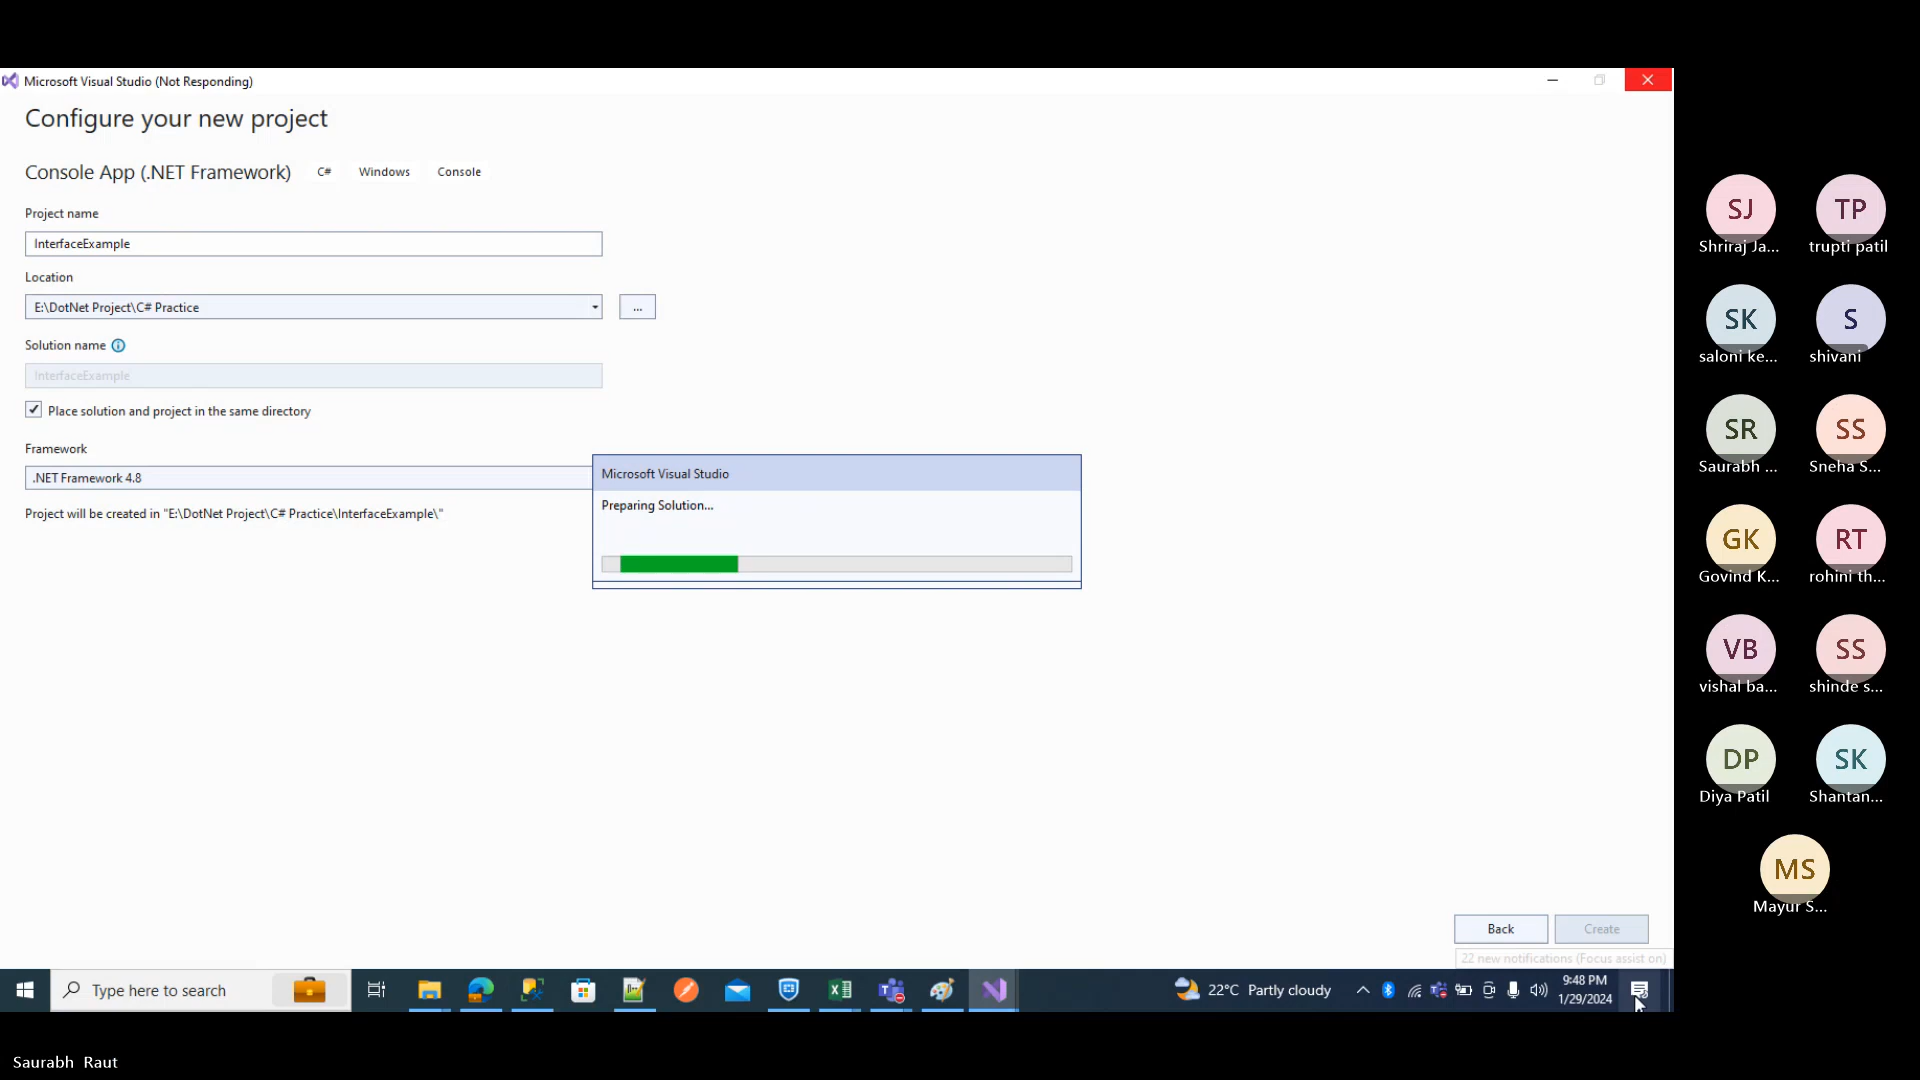 Microsoft Visual Studio (Not Responding)
Configure your new project
Console App (.NET Framework) C# Windows Console
Project name
InterfaceExample
Location
E:\DotNet Project\C# Practice
...
Solution name
InterfaceExample
Place solution and project in the same directory
Framework
.NET Framework 4.8
Project will be created in "E:\DotNet Project\C# Practice\InterfaceExample\"
Microsoft Visual Studio
Preparing Solution...
Back
Create
22 new notifications (Focus assist on)
Type here to search
22°C Partly cloudy
9:48 PM
1/29/2024
SJ
Shriraj Ja...
TP
trupti patil
SK
saloni ke...
S
shivani
SR
Saurabh ...
SS
Sneha S...
GK
Govind K...
RT
rohini th...
VB
vishal ba...
SS
shinde s...
DP
Diya Patil
SK
Shantan...
MS
Mayur S...
Saurabh Raut